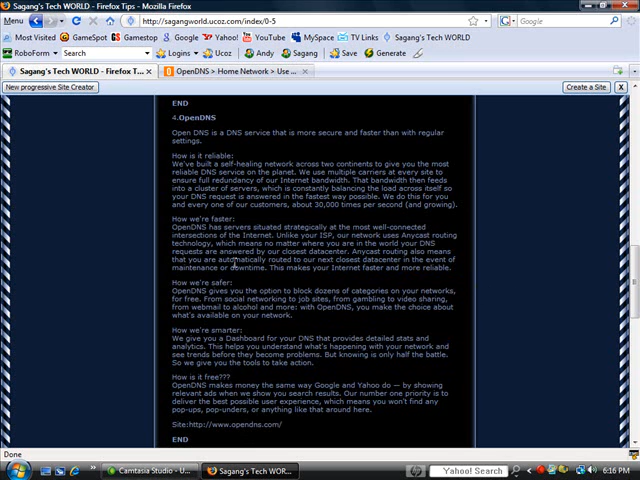 Sagang's Tech WORLD - Firefox Tips - Mozilla Firefox
Menu
http://sagangworld.ucoz.com/index/0-5
Google
Most Visited
GameSpot
Gamestop
Google
Yahoo!
YouTube
MySpace
Dramacity
Sagang's Tech WORLD
RoboForm
Search
Logins
Yahoo!
Andy
Sagang
Save
Generate
Sagang's Tech WORLD - Firefox T...
OpenDNS > Home Network > Use ...
New progressive Site Creator
Create a Site
X
END
4.OpenDNS
Open DNS is a DNS service that is more secure and faster than with regular
settings.
How is it reliable:
We've built a self-healing network across two continents to give you the most
reliable DNS service on the planet. We use multiple carriers at every site to
ensure full redundancy of our Internet bandwidth. That bandwidth then feeds
into a cluster of servers, which is constantly balancing the load across itself so
your DNS request is answered in the fastest way possible. We do this for you
and every one of our customers, about 30,000 times per second (and growing).
How we're faster:
OpenDNS has servers situated strategically at the most well-connected
intersections of the Internet. Unlike your ISP, our network uses Anycast routing
technology, which means no matter where you are in the world your DNS
requests are answered by our closest datacenter. Anycast routing also means
that you are automatically routed to our next closest datacenter in the event of
maintenance or downtime. This makes your Internet faster and more reliable.
How we're safer:
OpenDNS gives you the option to block dozens of categories on your networks,
for free. From social networking to job sites, from gambling to video sharing,
from webmail to alcohol and more: with OpenDNS, you make the choice about
what's available on your network.
How we're smarter:
We give you a Dashboard for your DNS that provides detailed stats and
analytics. This helps you understand what's happening with your network and
see trends before they become problems. But knowing is only half the battle.
So we give you the tools to take action.
How is it free???
OpenDNS makes money the same way Google and Yahoo do — by showing
relevant ads when we show you search results. Our number one priority is to
deliver the best possible user experience, which means you won't find any
pop-ups, pop-unders, or anything like that around here.
Site:http://www.opendns.com/
END
Done
Camtasia Studio - U...
Sagang's Tech WORL...
Yahoo! Search
6:16 PM